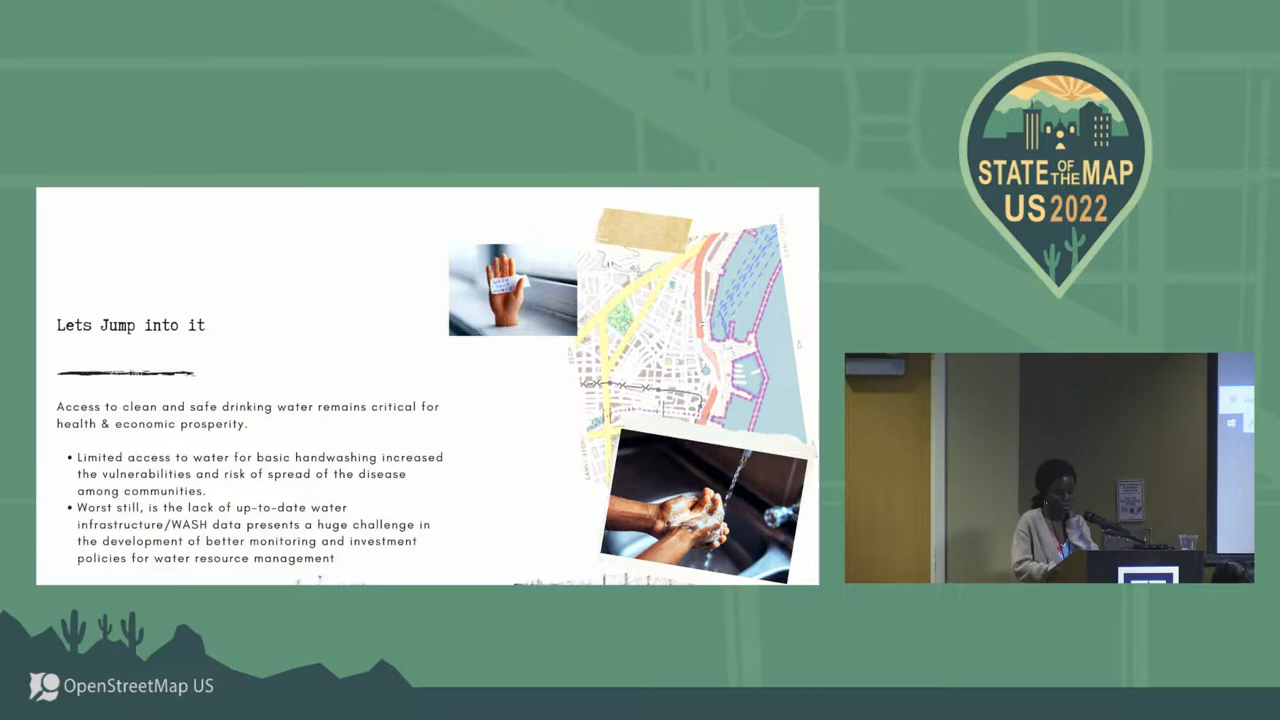 STATE OF THE MAP
US 2022
Lets Jump into it
Access to clean and safe drinking water remains critical for
health & economic prosperity.
• Limited access to water for basic handwashing increased
the vulnerabilities and risk of spread of the disease
among communities.
• Worst still, is the lack of up-to-date water
infrastructure/WASH data presents a huge challenge in
the development of better monitoring and investment
policies for water resource management
WASH
YOUR
HANDS
OpenStreetMap US